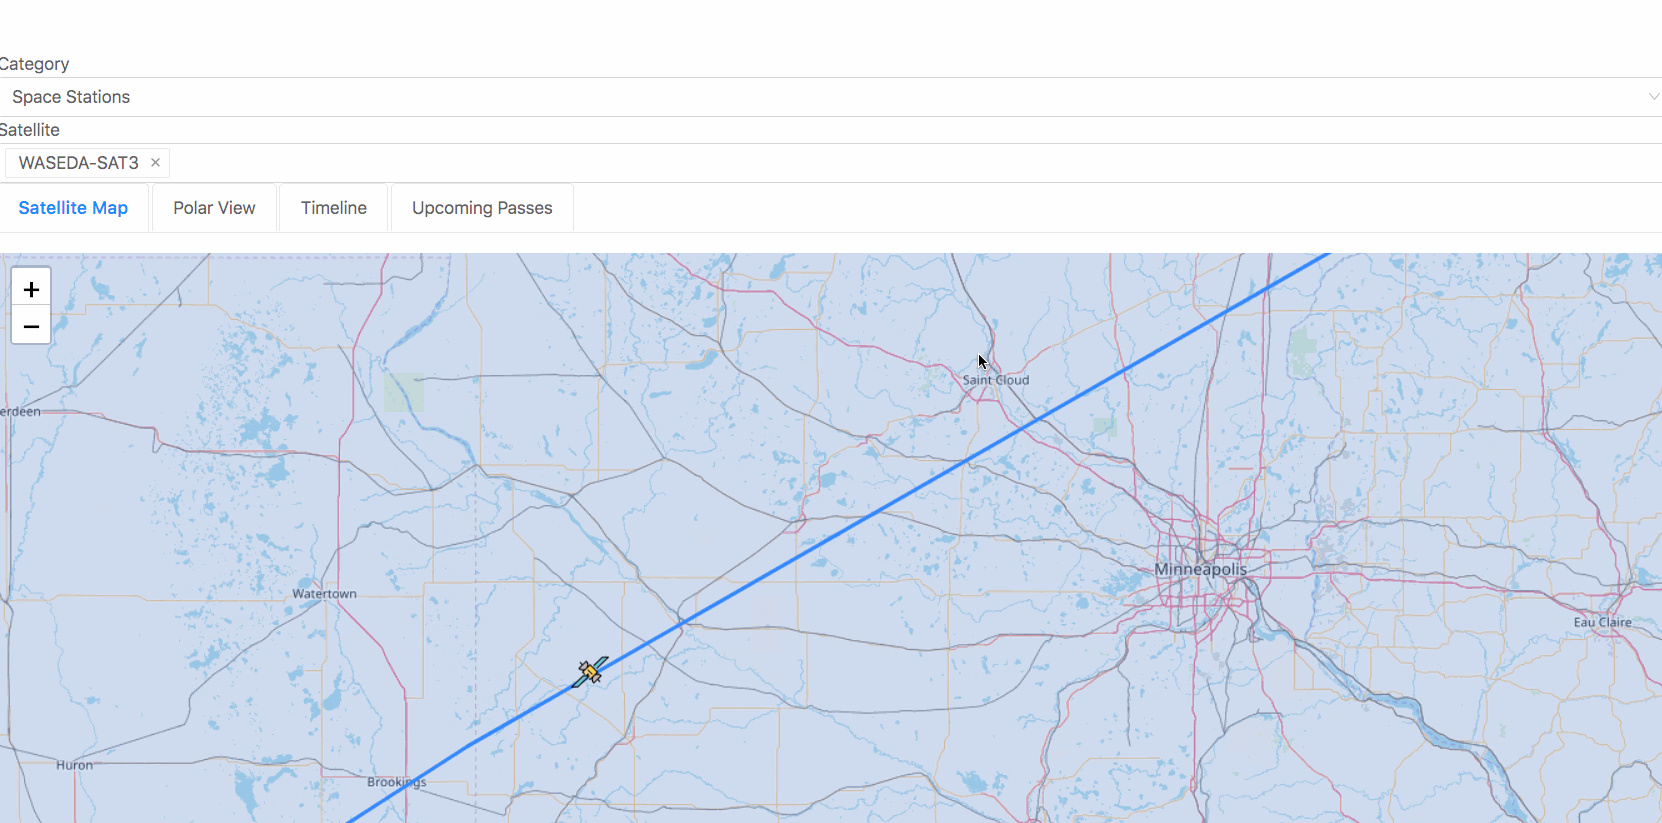 Category
Space Stations
Satellite
WASEDA-SAT3 ×
Satellite Map Polar View Timeline Upcoming Passes
+
−
Saint Cloud
erdeen
Minneapolis
Watertown
Eau Claire
Huron
Brookings